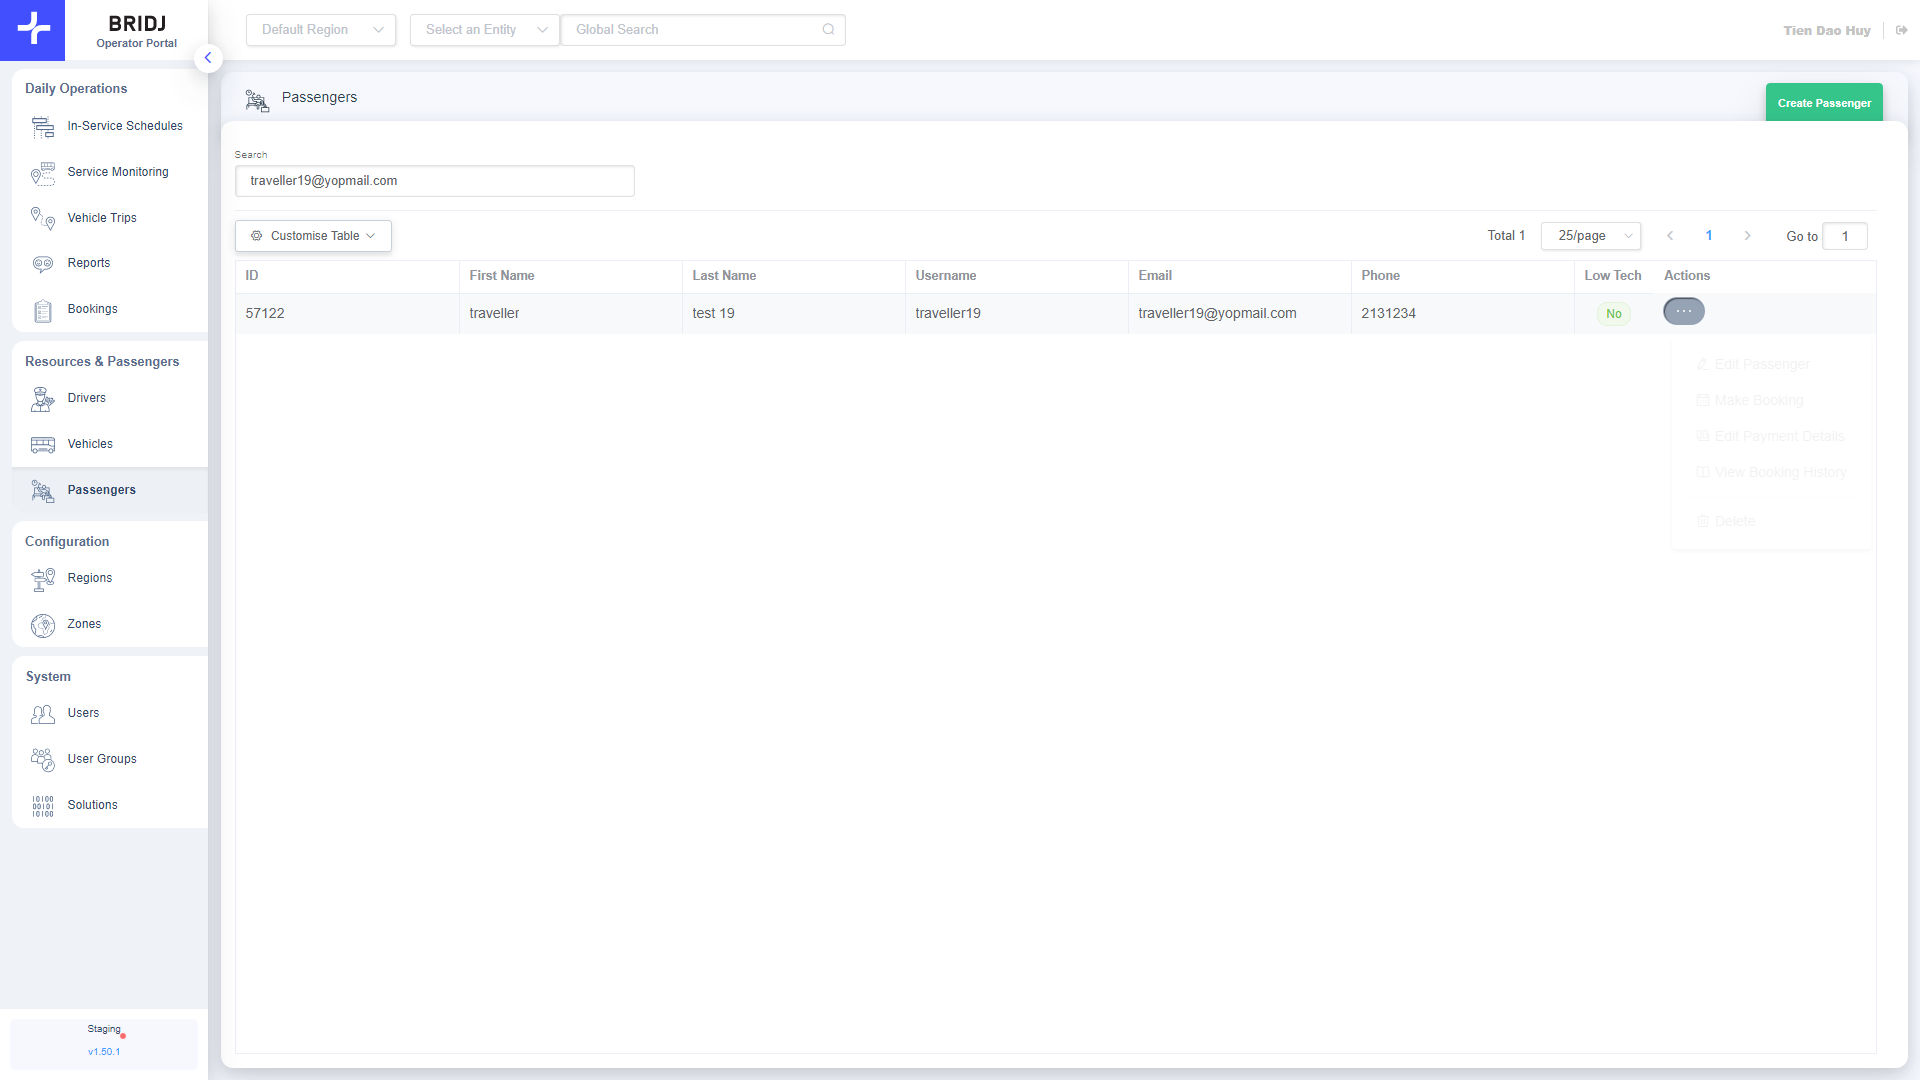 BRIDJ
Operator Portal
Default Region
Select an Entity
Global Search
Tien Dao Huy
Daily Operations
In-Service Schedules
Service Monitoring
Vehicle Trips
Reports
Bookings
Resources & Passengers
Drivers
Vehicles
Passengers
Configuration
Regions
Zones
System
Users
User Groups
Solutions
Staging
v1.50.1
Passengers
Create Passenger
Search
traveller19@yopmail.com
Customise Table
Total 1
25/page
1
Go to
1
ID First Name Last Name Username Email Phone Low Tech Actions
57122 traveller test 19 traveller19 traveller19@yopmail.com 2131234 No
Edit Passenger
Make Booking
Edit Payment Details
View Booking History
Delete